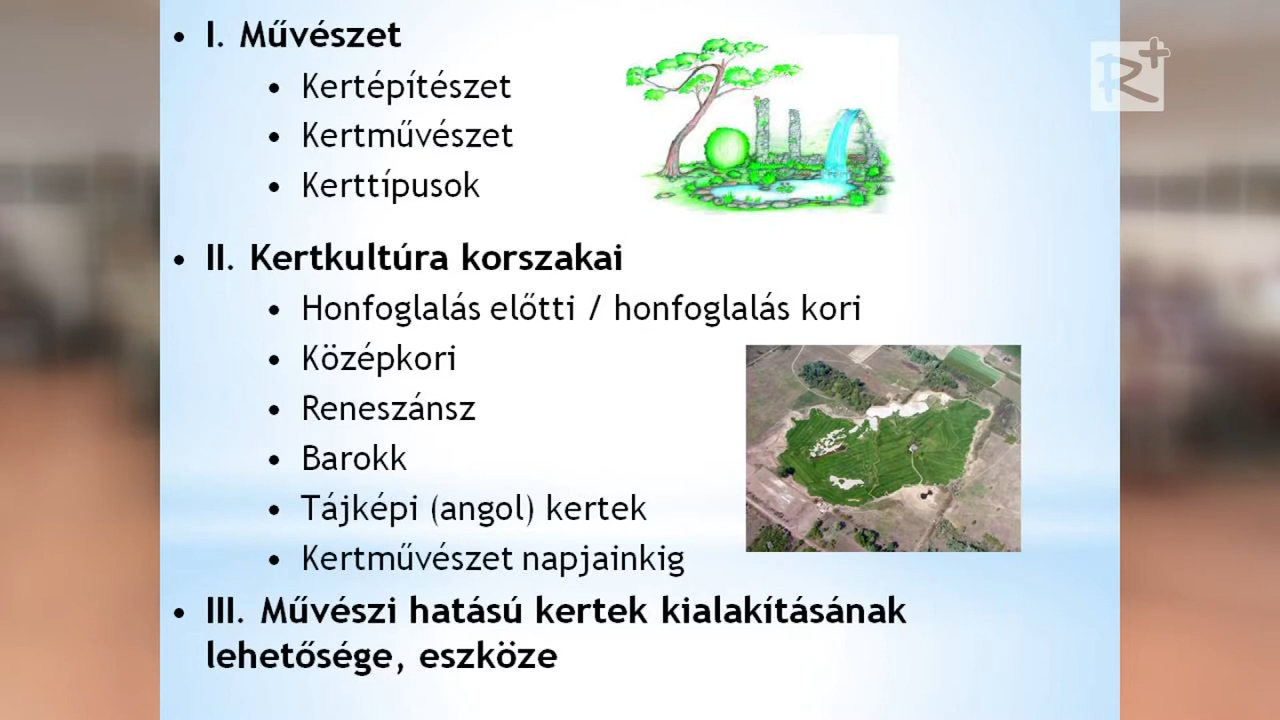 • I. Művészet
• Kertépítészet
• Kertművészet
• Kerttípusok
• II. Kertkultúra korszakai
• Honfoglalás előtti / honfoglalás kori
• Középkori
• Reneszánsz
• Barokk
• Tájképi (angol) kertek
• Kertművészet napjainkig
• III. Művészi hatású kertek kialakításának
lehetősége, eszköze
R+